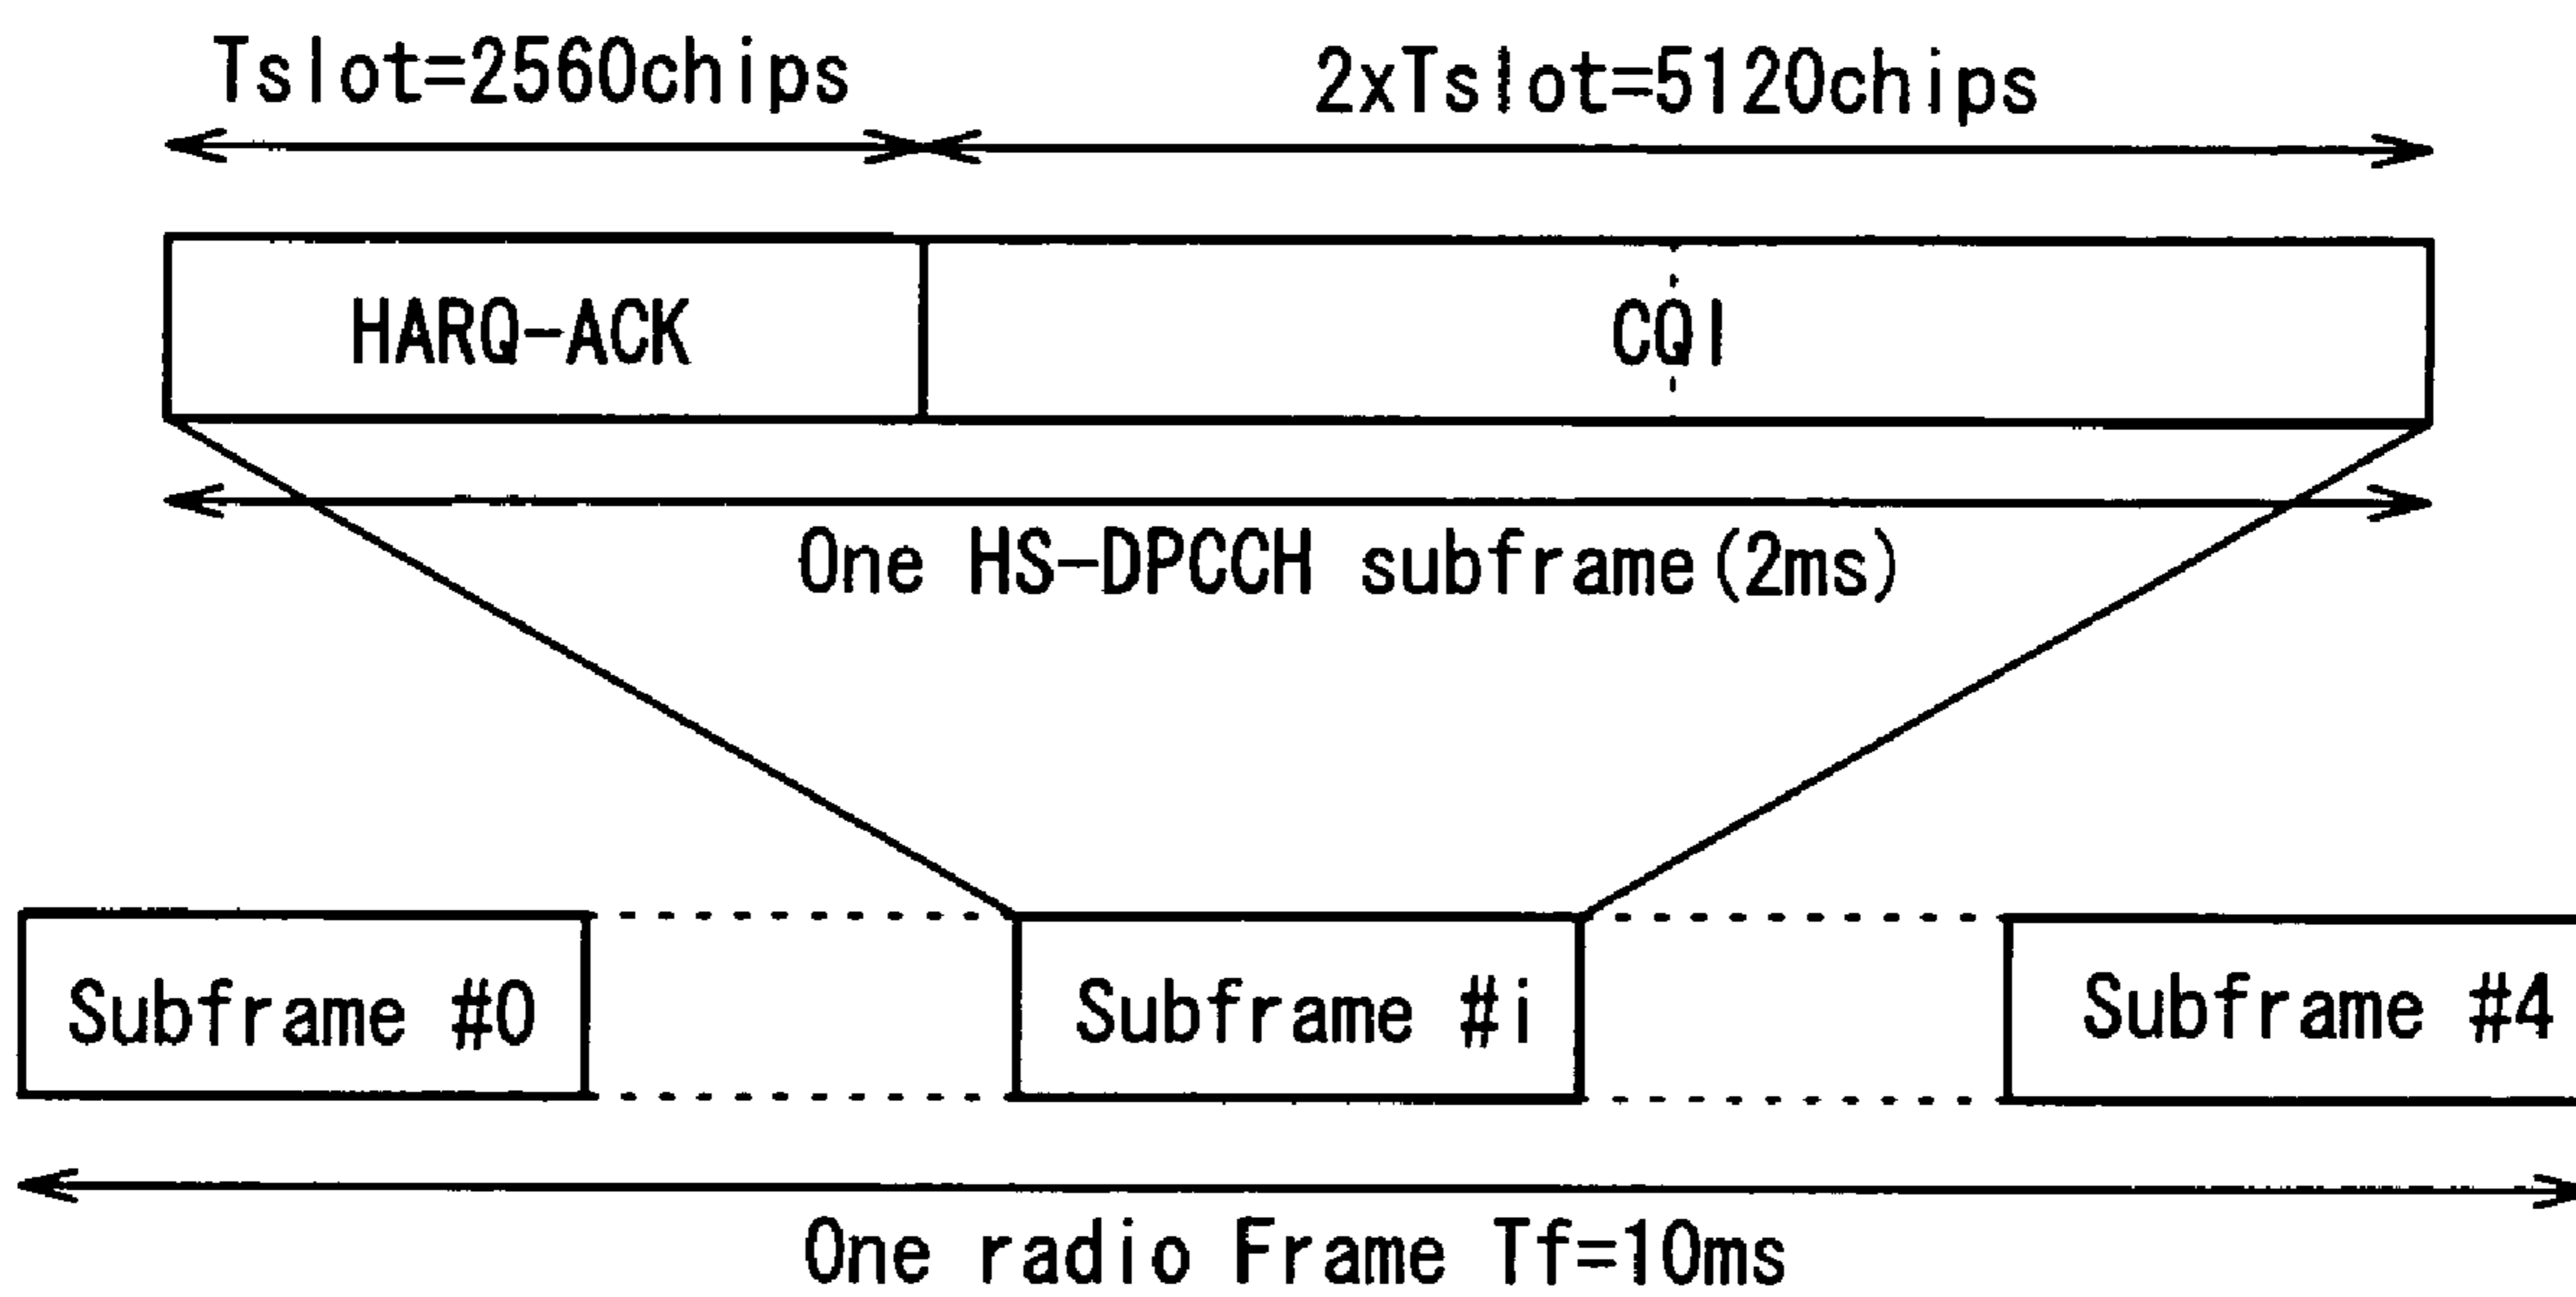 Tslot=2560chips
2xTslot=5120chips
HARQ-ACK
CQI
One HS-DPCCH subframe(2ms)
Subframe #0
Subframe #i
Subframe #4
One radio Frame Tf=10ms